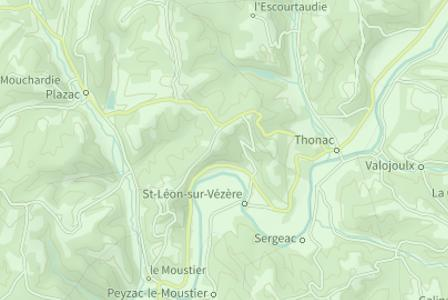 l'Escourtaudie
Mouchardie
Plazac
Thonac
Valojoulx
St-Léon-sur-Vézère
La
Sergeac
le Moustier
Peyzac-le-Moustier